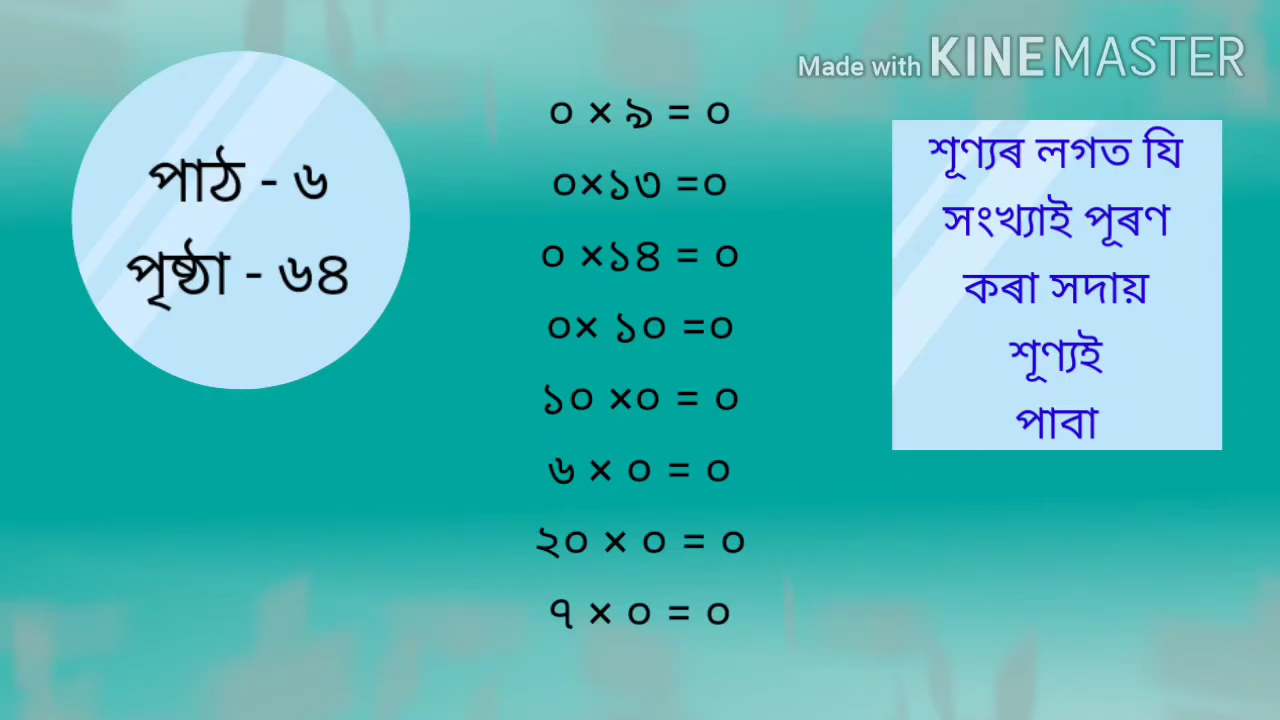 Made with KINEMASTER
পাঠ - ৬
পৃষ্ঠা - ৬৪
০ × ৯ = ০
০×১৩ =০
০ ×১৪ = ০
০× ১০ =০
১০ ×০ = ০
৬ × ০ = ০
২০ × ০ = ০
৭ × ০ = ০
শূণ্যৰ লগত যি
সংখ্যাই পূৰণ
কৰা সদায়
শূণ্যই
পাবা